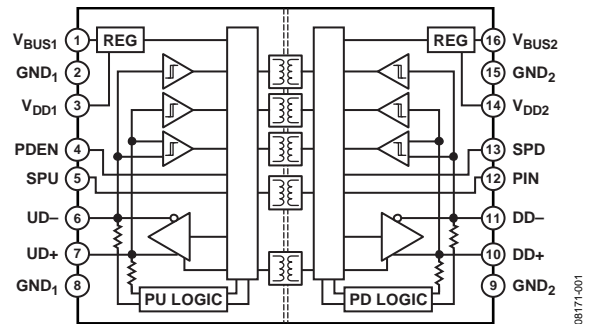 VBUS1 1 REG REG 16 VBUS2
GND1 2 15 GND2
VDD1 3 14 VDD2
PDEN 4 13 SPD
SPU 5 12 PIN
UD– 6 11 DD–
UD+ 7 10 DD+
GND1 8 PU LOGIC PD LOGIC 9 GND2
08171-001